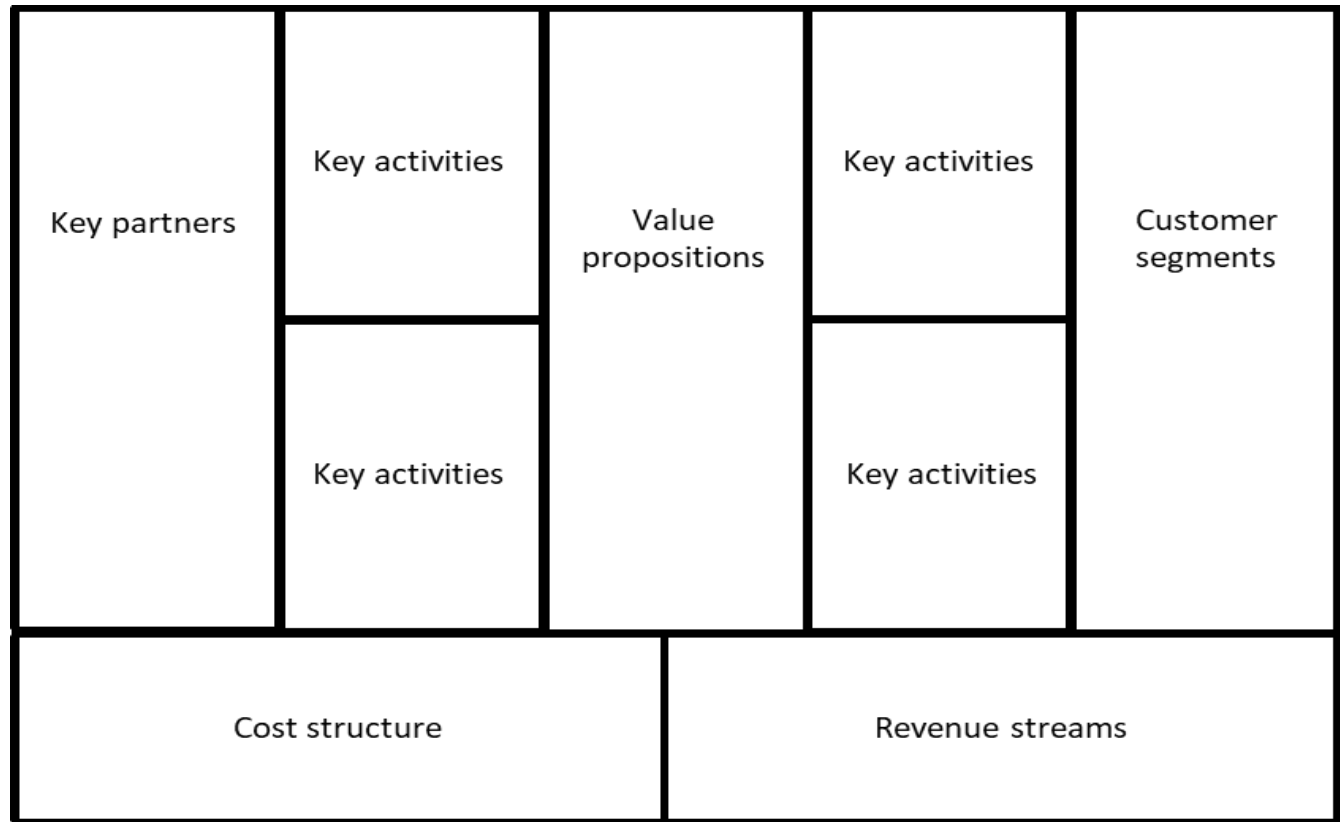 Key partners
Key activities
Key activities
Value
propositions
Key activities
Key activities
Customer
segments
Cost structure
Revenue streams